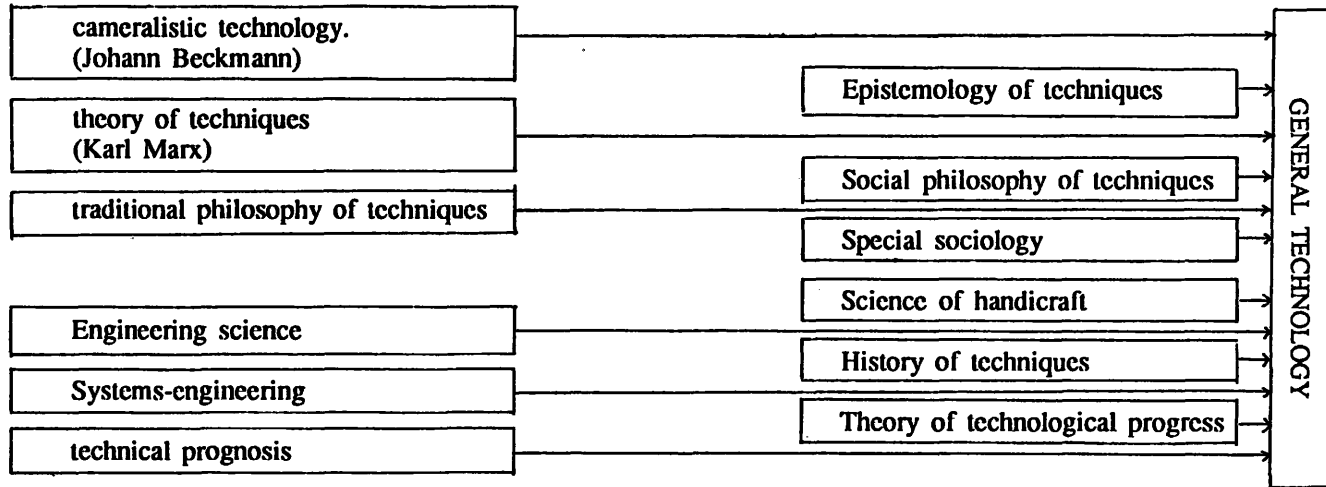 cameralistic technology.
(Johann Beckmann)
Epistemology of techniques
theory of techniques
(Karl Marx)
Social philosophy of techniques
traditional philosophy of techniques
Special sociology
Science of handicraft
Engineering science
History of techniques
Systems-engineering
Theory of technological progress
technical prognosis
GENERAL TECHNOLOGY